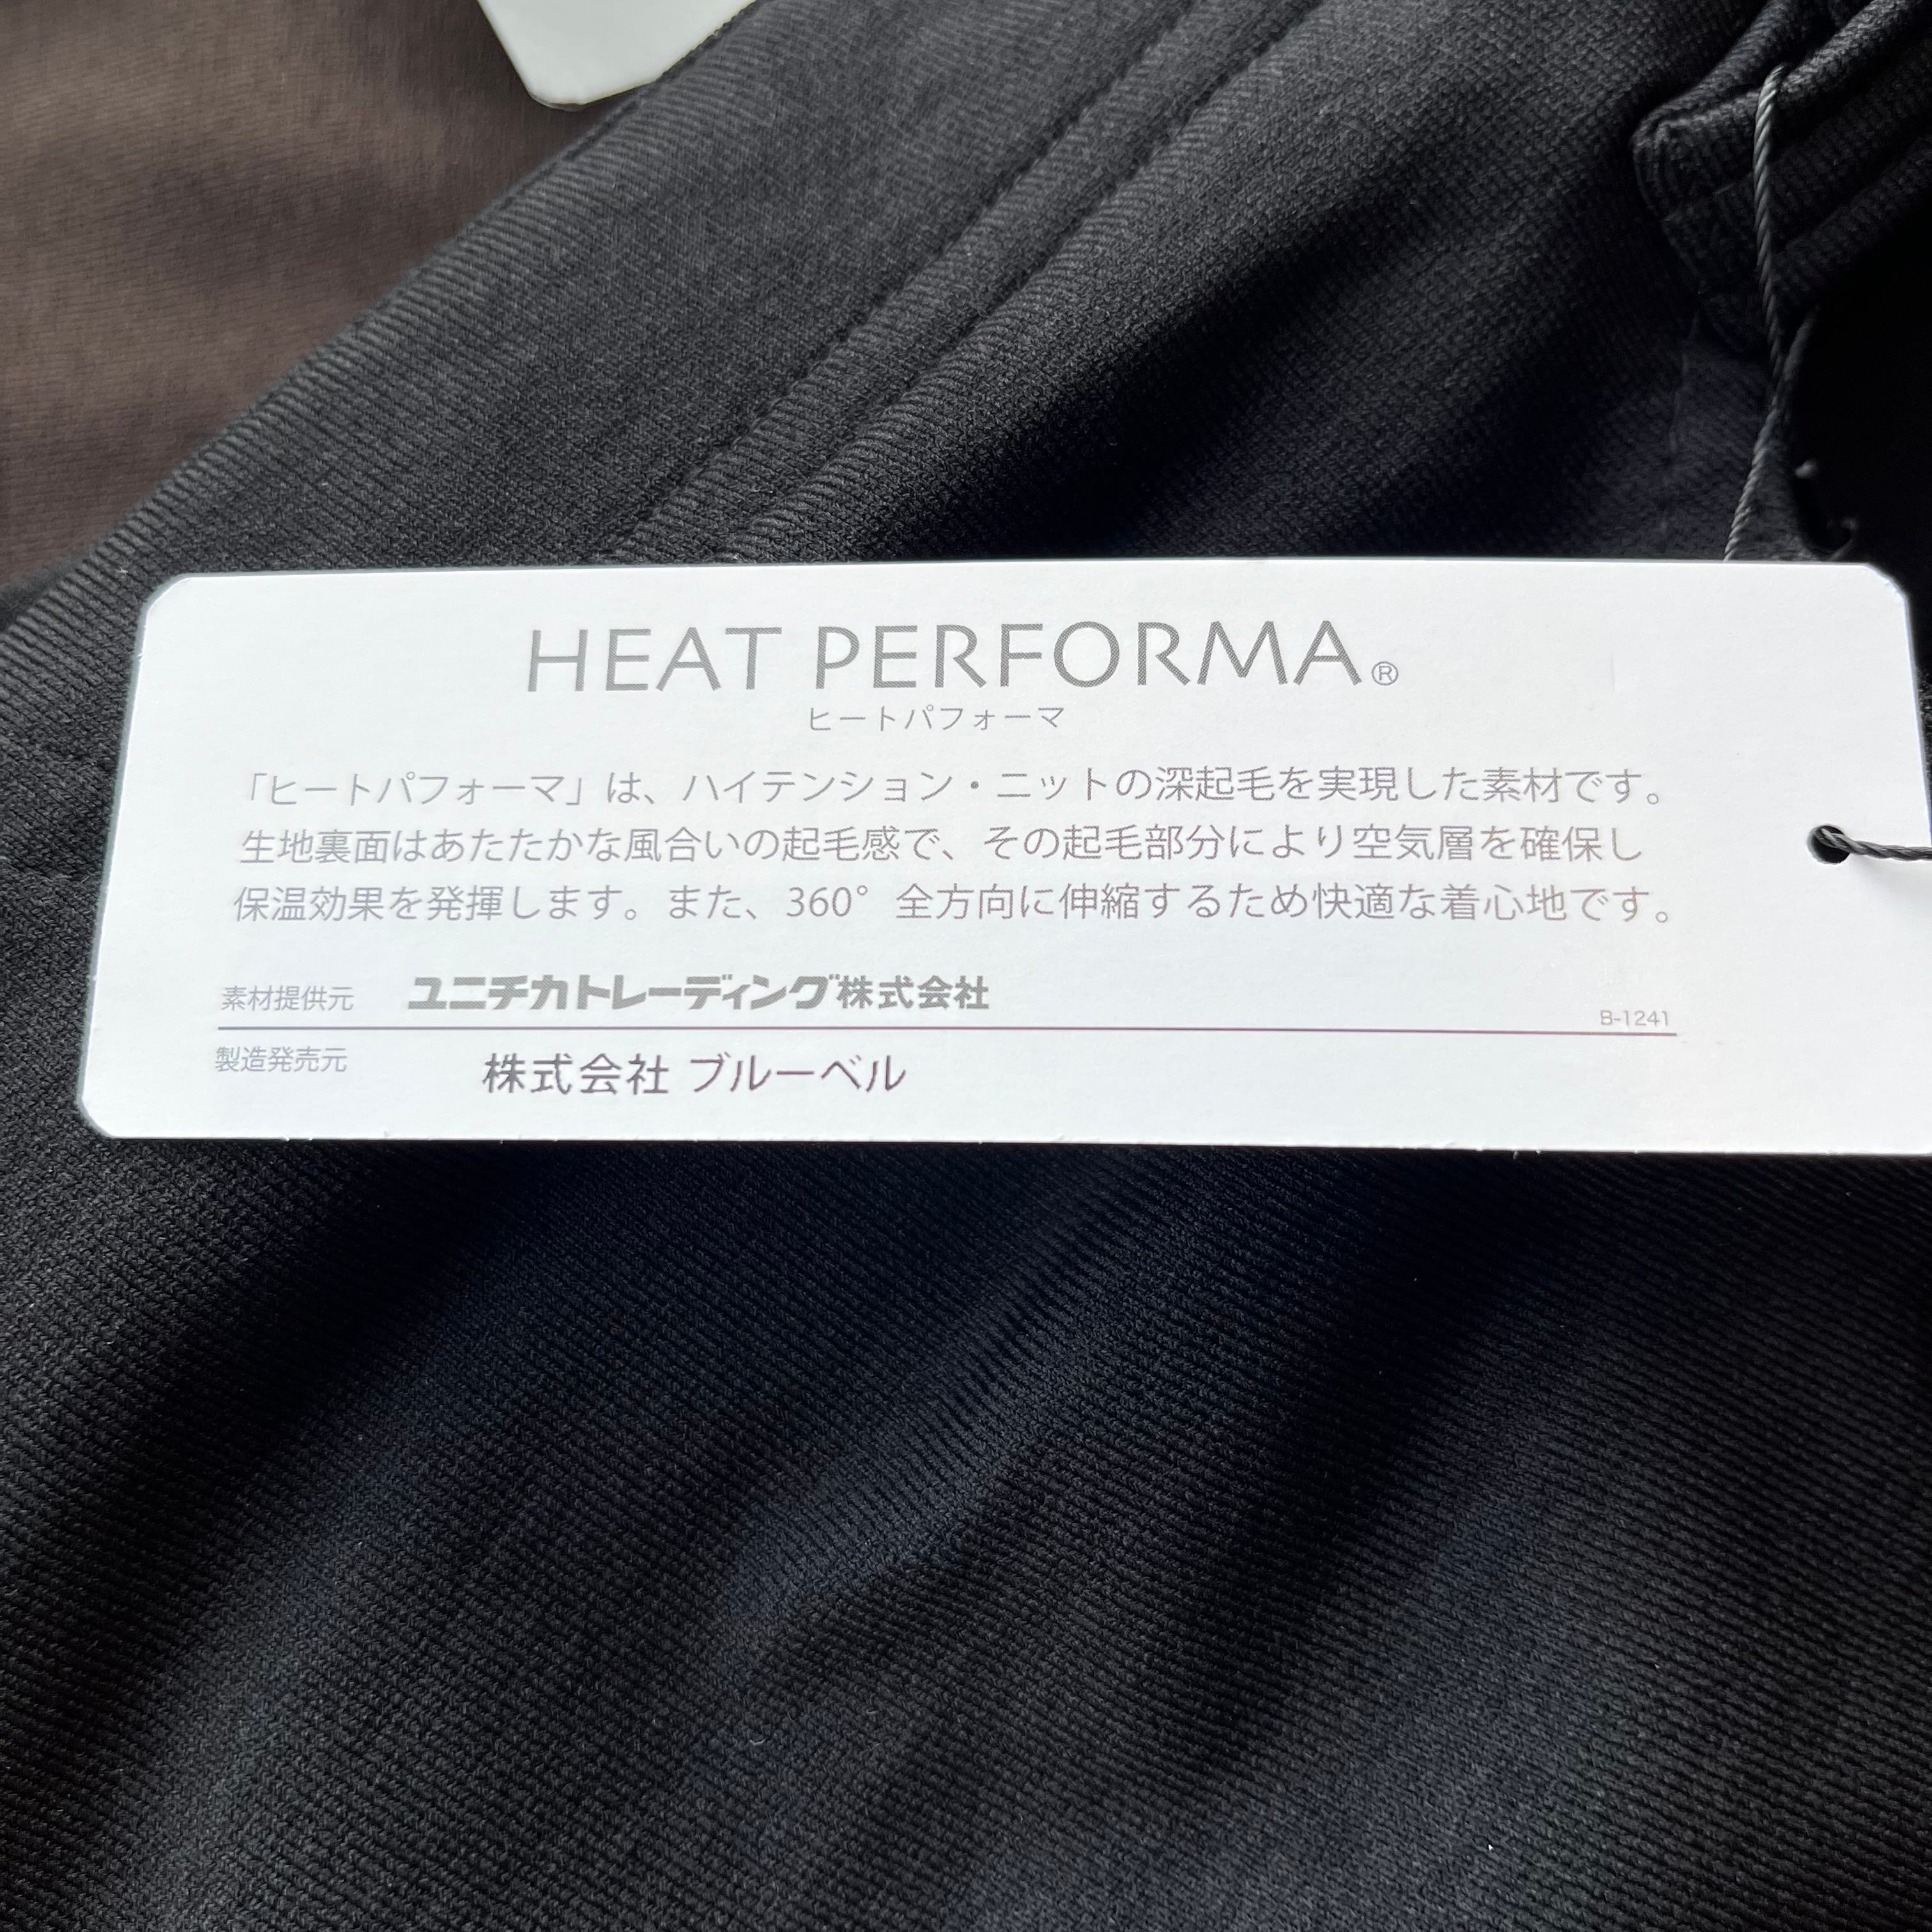 HEAT PERFORMA®
ヒートパフォーマ
「ヒートパフォーマ」は、ハイテンション・ニットの深起毛を実現した素材です。
生地裏面はあたたかな風合いの起毛感で、その起毛部分により空気層を確保し
保温効果を発揮します。また、360°全方向に伸縮するため快適な着心地です。
素材提供元 ユニチカトレーディング株式会社
B-1241
製造発売元 株式会社 ブルーベル